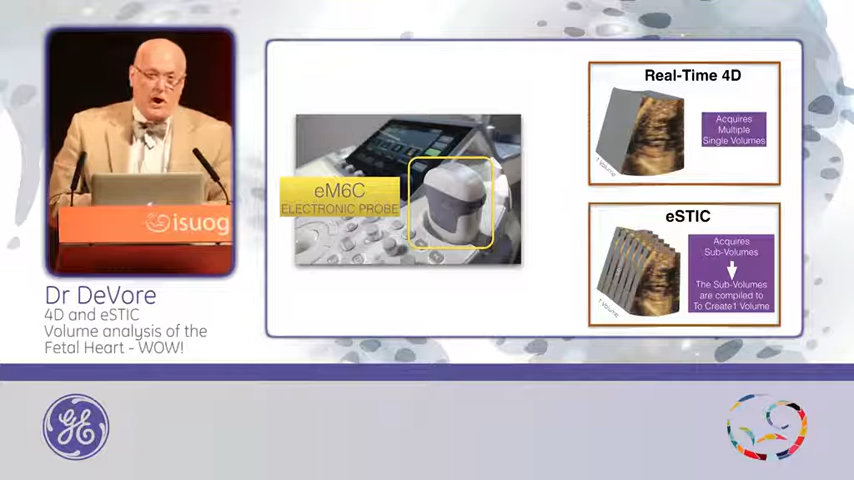 isuog
Dr DeVore
4D and eSTIC
Volume analysis of the
Fetal Heart - WOW!
eM6C
ELECTRONIC PROBE
Real-Time 4D
Acquires
Multiple
Single Volumes
1 Volume
eSTIC
Acquires
Sub-Volumes
The Sub-Volumes
are compiled to
To Create1 Volume
1 Volume
GE